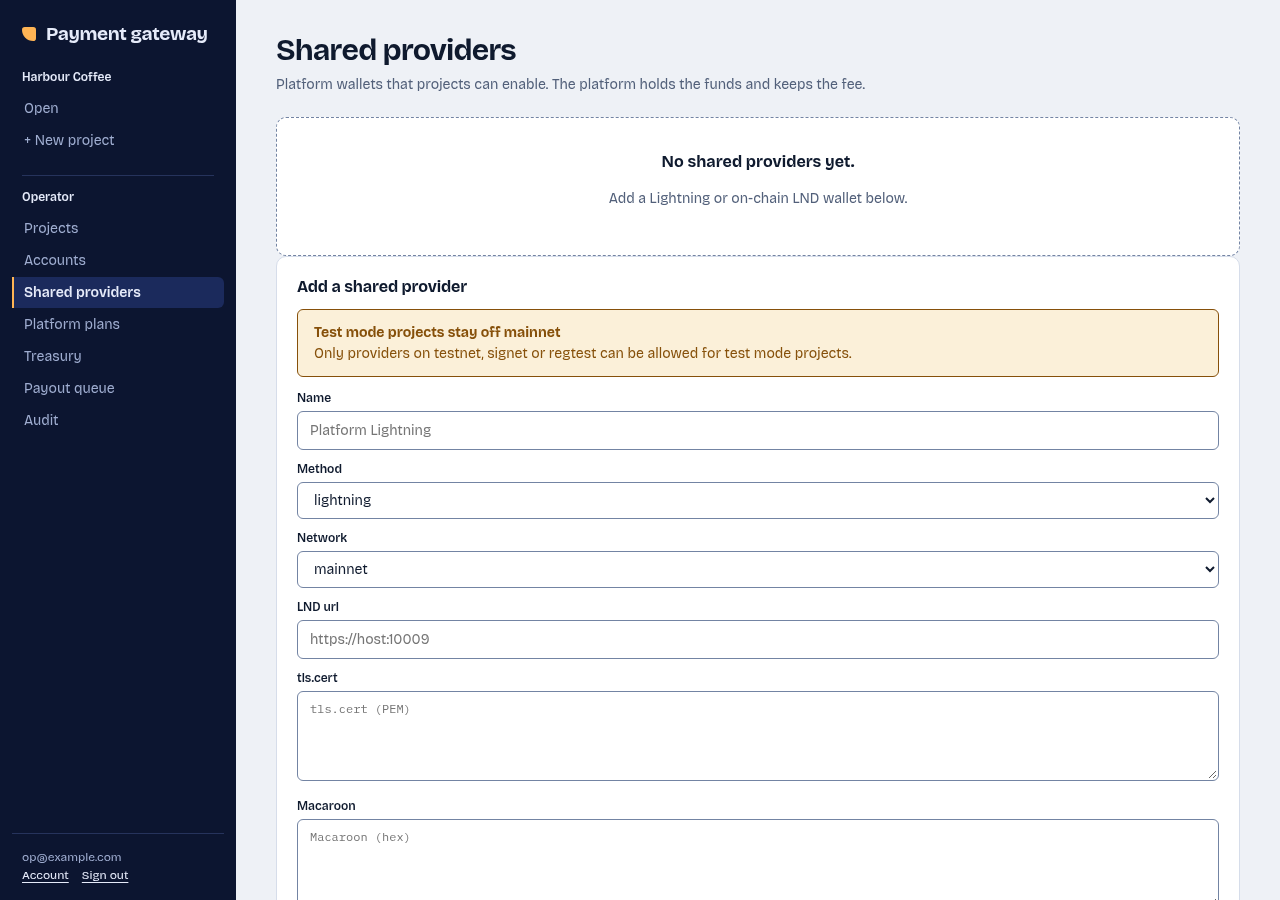 Payment gateway
Harbour Coffee
Open
+ New project
Operator
Projects
Accounts
Shared providers
Platform plans
Treasury
Payout queue
Audit
op@example.com
Account Sign out
Shared providers
Platform wallets that projects can enable. The platform holds the funds and keeps the fee.
No shared providers yet.
Add a Lightning or on-chain LND wallet below.
Add a shared provider
Test mode projects stay off mainnet
Only providers on testnet, signet or regtest can be allowed for test mode projects.
Name
Platform Lightning
Method
lightning
Network
mainnet
LND url
https://host:10009
tls.cert
tls.cert (PEM)
Macaroon
Macaroon (hex)